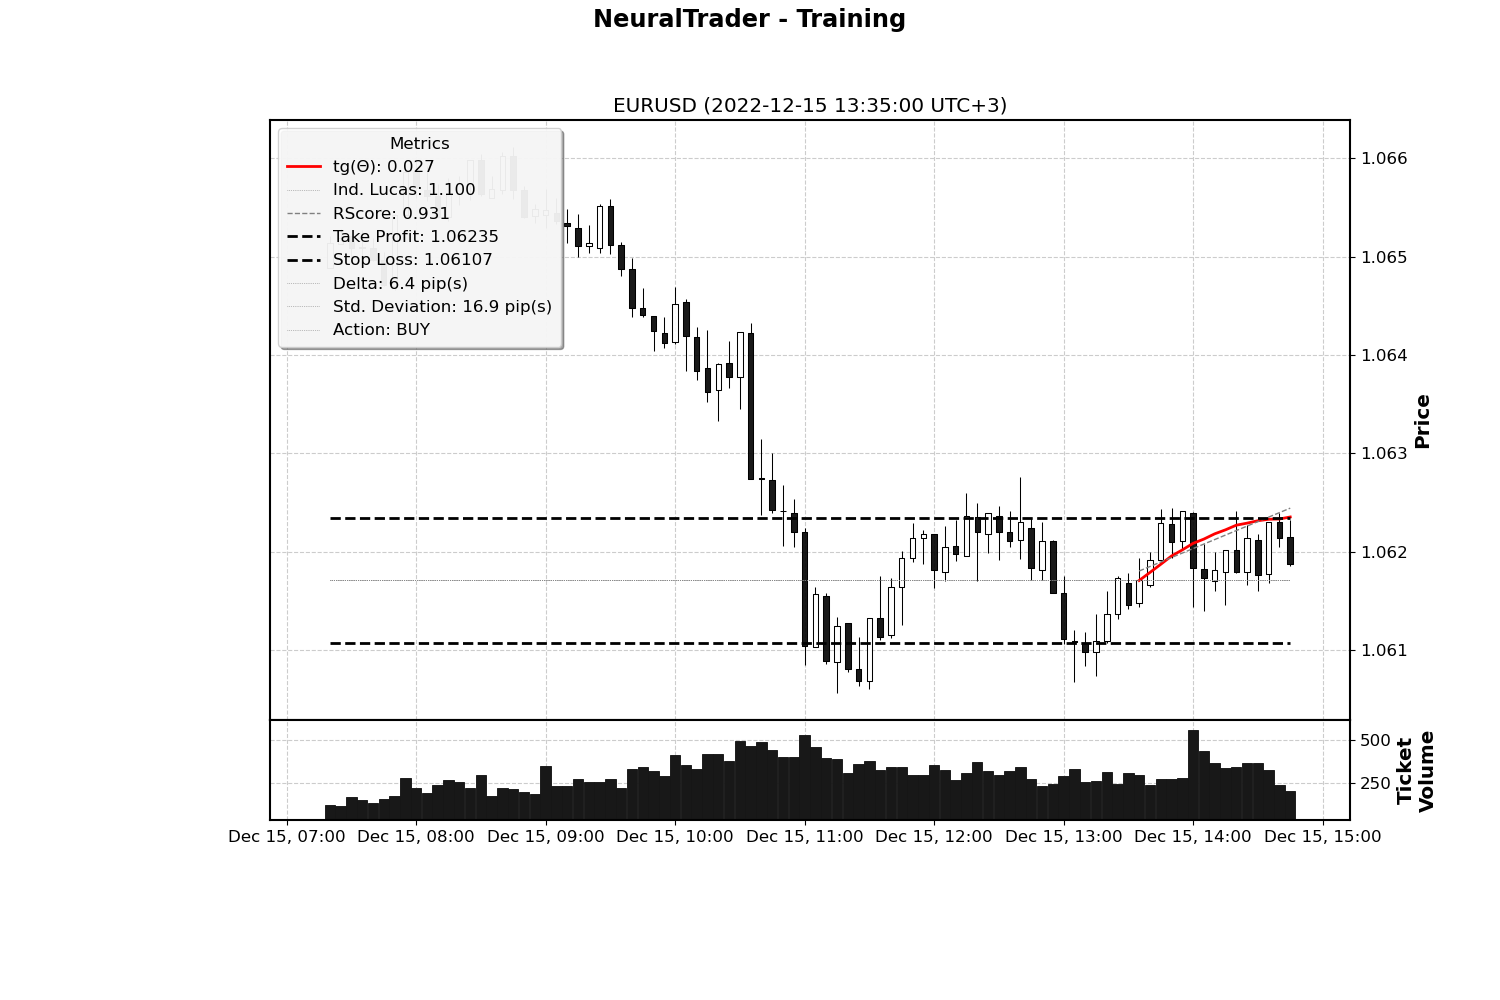 NeuralTrader - Training
EURUSD (2022-12-15 13:35:00 UTC+3)
Metrics
tg(Θ): 0.027
Ind. Lucas: 1.100
RScore: 0.931
Take Profit: 1.06235
Stop Loss: 1.06107
Delta: 6.4 pip(s)
Std. Deviation: 16.9 pip(s)
Action: BUY
1.066
1.065
1.064
1.063
1.062
1.061
Price
500
250
Ticket
Volume
Dec 15, 07:00
Dec 15, 08:00
Dec 15, 09:00
Dec 15, 10:00
Dec 15, 11:00
Dec 15, 12:00
Dec 15, 13:00
Dec 15, 14:00
Dec 15, 15:00